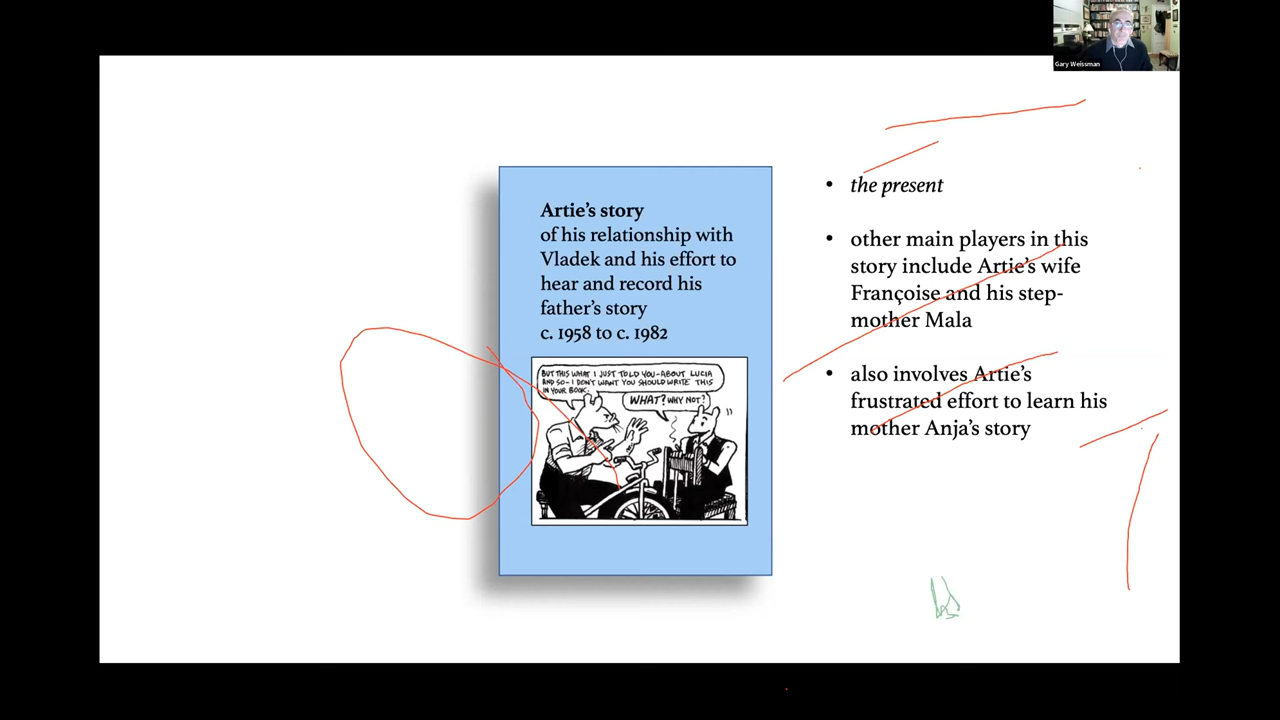 Gary Weissman
Artie's story
of his relationship with
Vladek and his effort to
hear and record his
father's story
c. 1958 to c. 1982
BUT THIS WHAT I JUST TOLD YOU-ABOUT LUCIA
AND SO-I DON'T WANT YOU SHOULD WRITE THIS
IN YOUR BOOK.
WHAT? WHY NOT?
• the present
• other main players in this
story include Artie's wife
Françoise and his step-
mother Mala
• also involves Artie's
frustrated effort to learn his
mother Anja's story